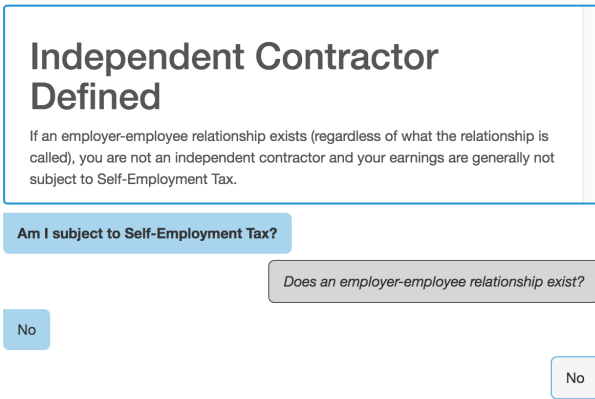 Independent Contractor
Defined
If an employer-employee relationship exists (regardless of what the relationship is
called), you are not an independent contractor and your earnings are generally not
subject to Self-Employment Tax.
Am I subject to Self-Employment Tax?
Does an employer-employee relationship exist?
No
No